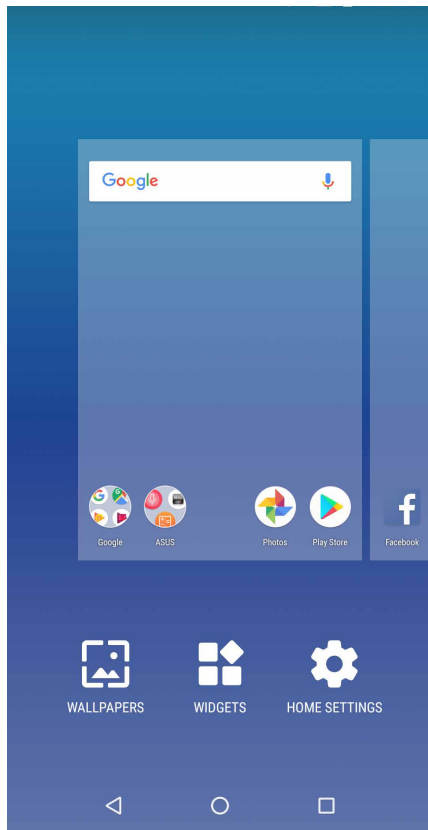 Google
Google
ASUS
Photos
Play Store
Facebook
WALLPAPERS
WIDGETS
HOME SETTINGS